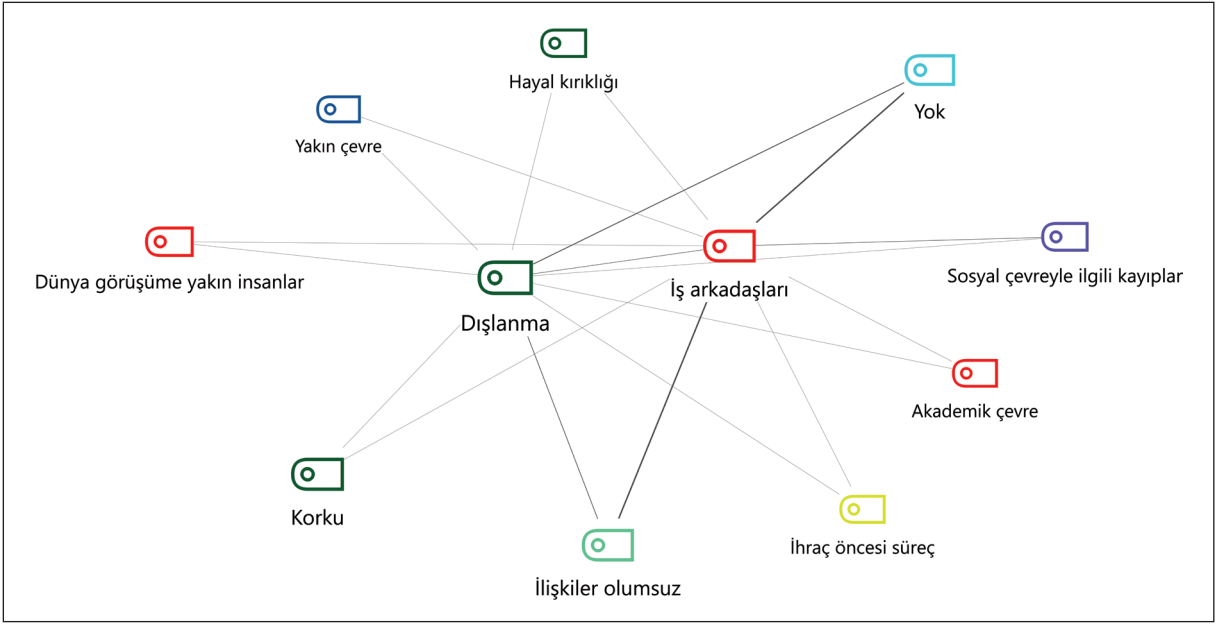 Hayal kırıklığı
Yok
Yakın çevre
Dünya görüşüme yakın insanlar
Sosyal çevreyle ilgili kayıplar
İş arkadaşları
Dışlanma
Akademik çevre
Korku
İhraç öncesi süreç
İlişkiler olumsuz